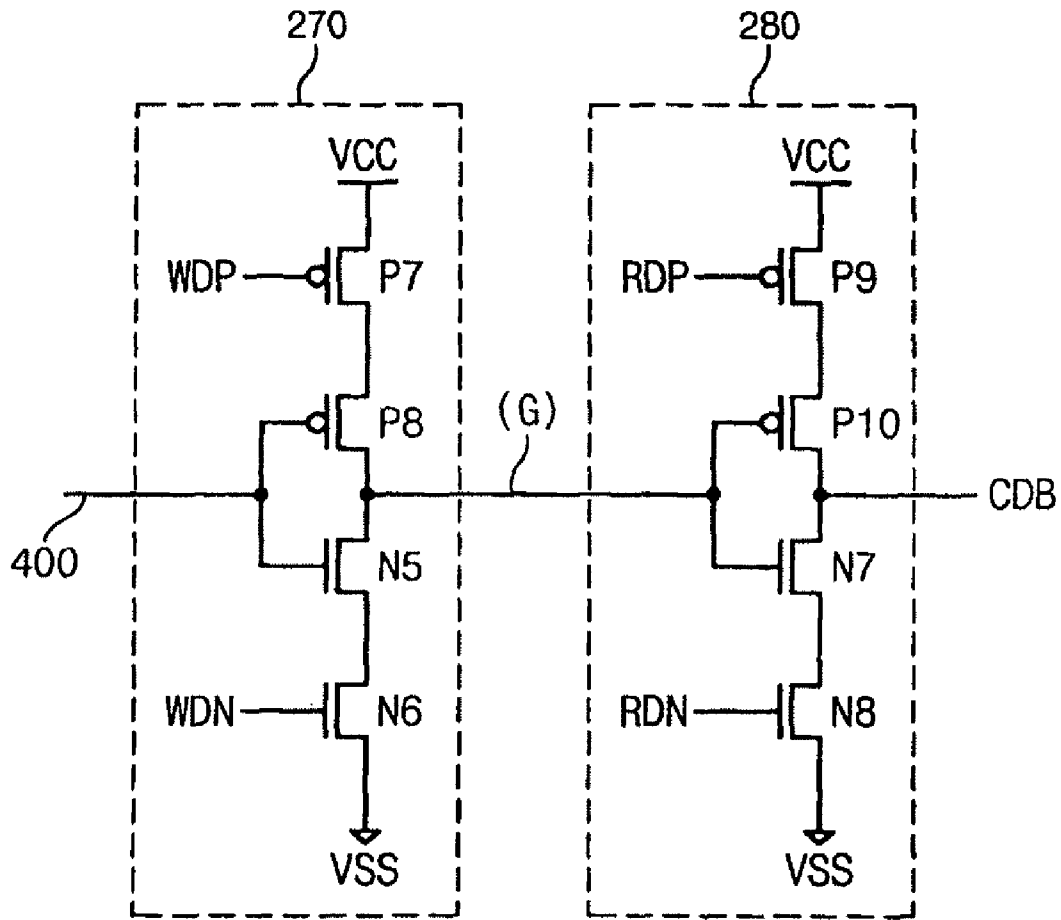 270
280
VCC
VCC
WDP
P7
RDP
P9
P8
(G)
P10
CDB
400
N5
N7
WDN
N6
RDN
N8
VSS
VSS